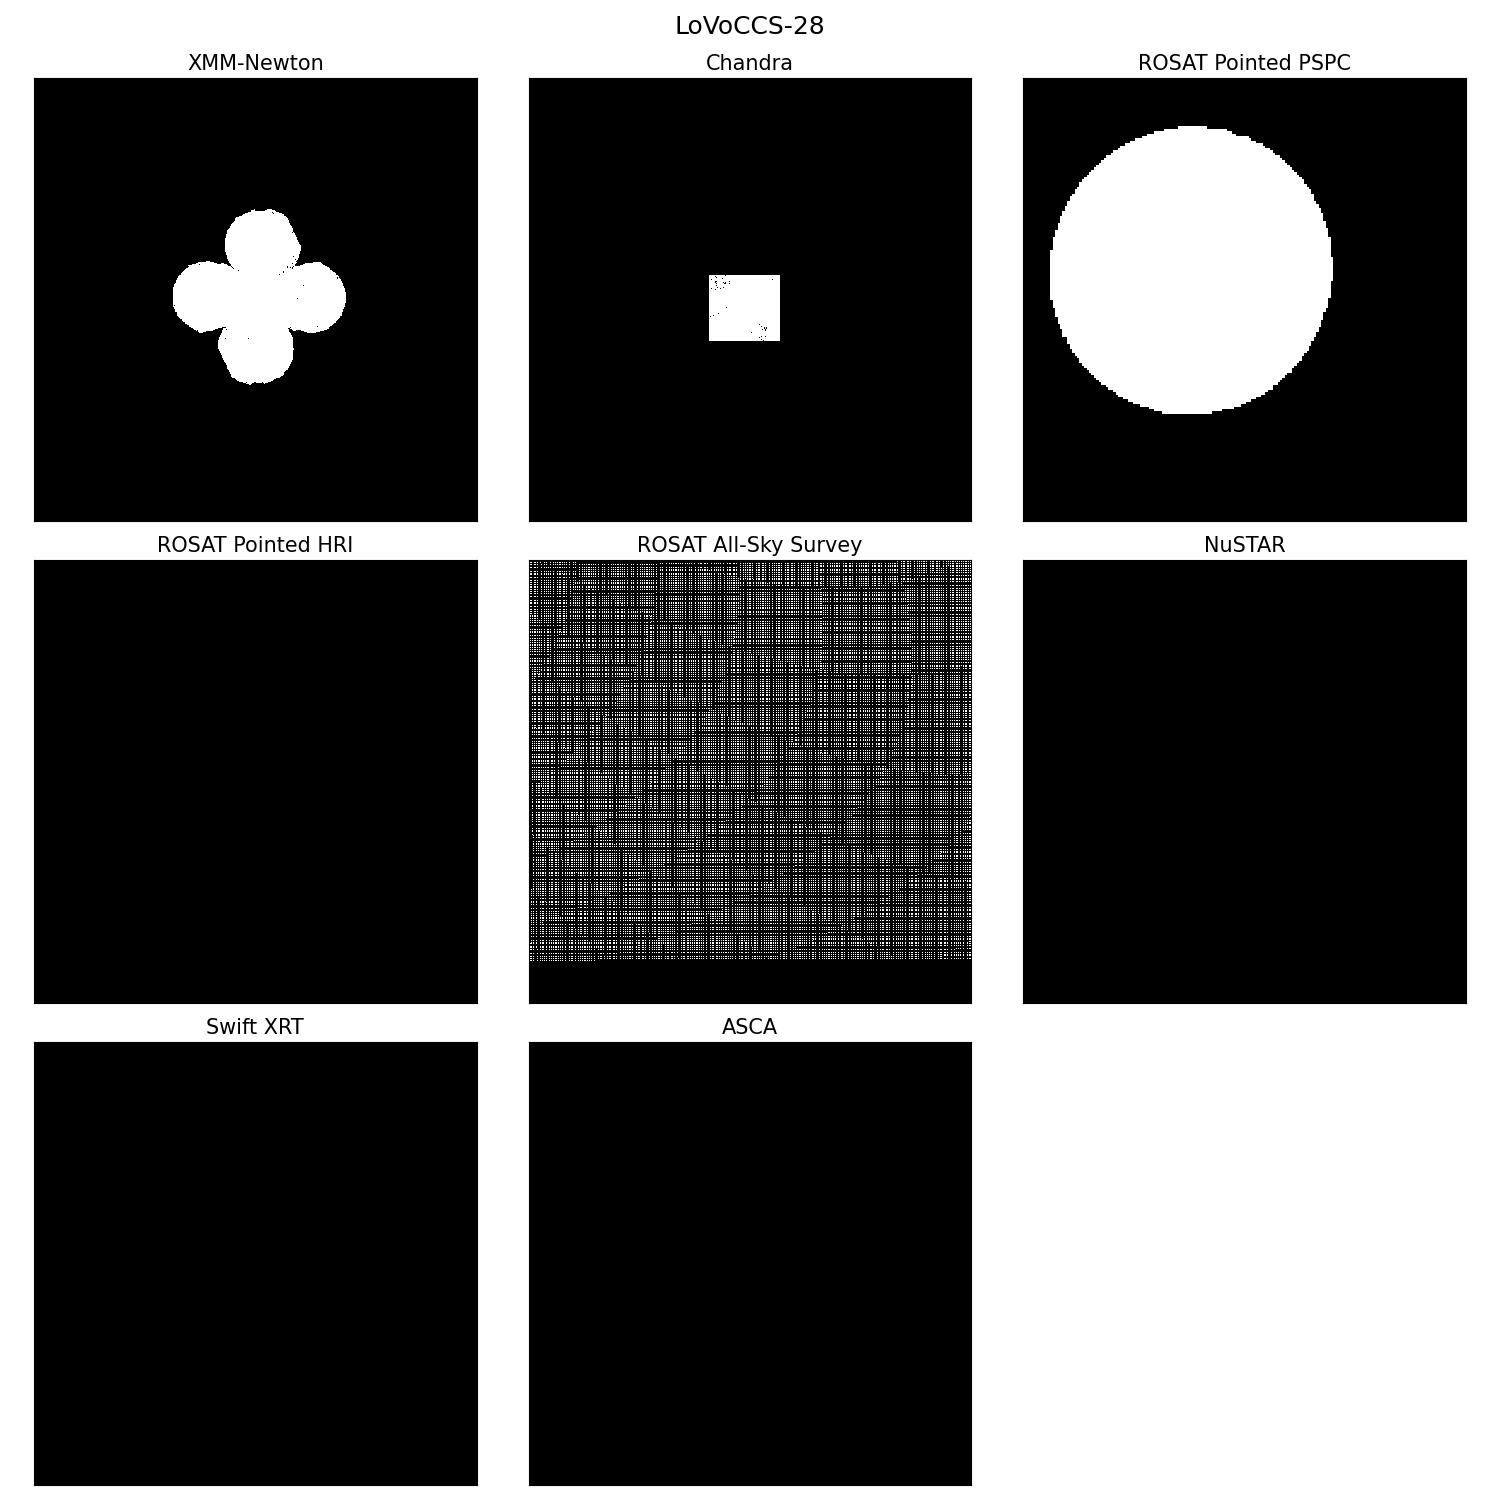 LoVoCCS-28
XMM-Newton
Chandra
ROSAT Pointed PSPC
ROSAT Pointed HRI
ROSAT All-Sky Survey
NuSTAR
Swift XRT
ASCA